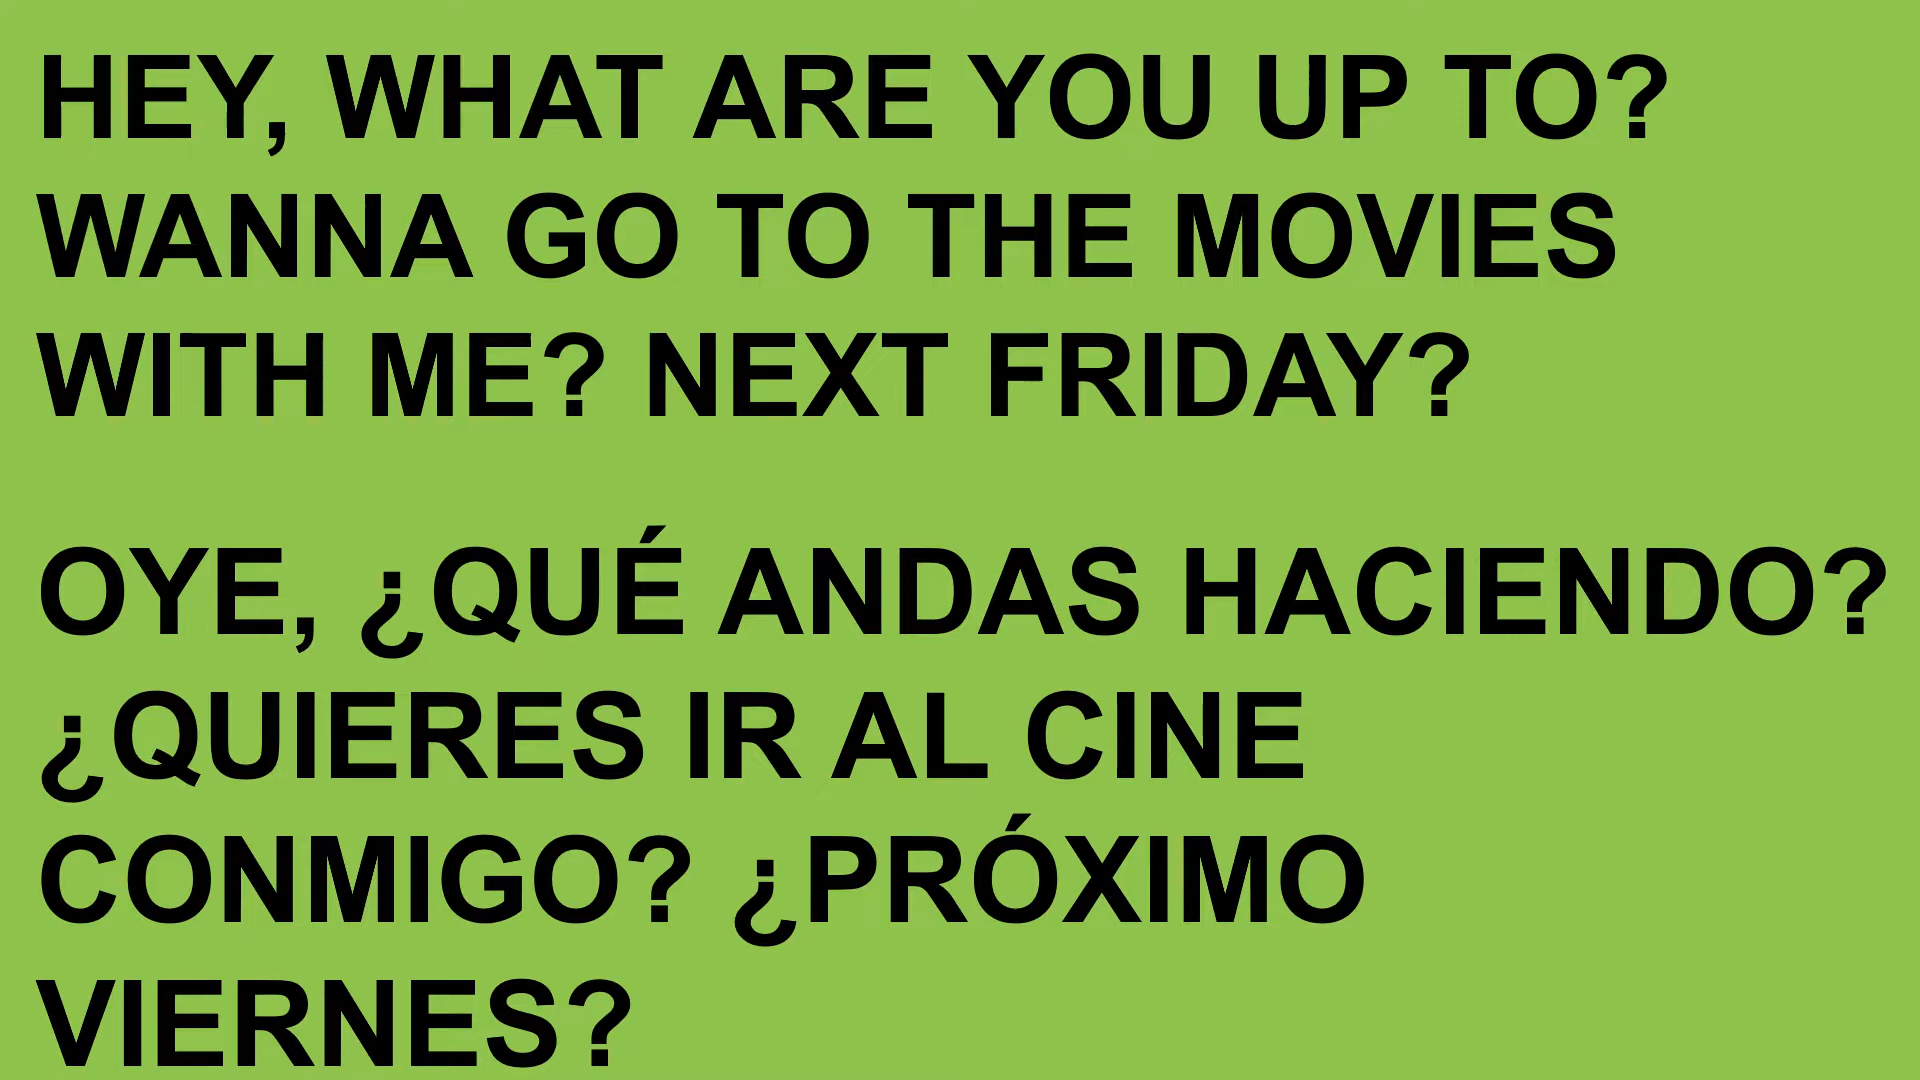 HEY, WHAT ARE YOU UP TO?
WANNA GO TO THE MOVIES
WITH ME? NEXT FRIDAY?
OYE, ¿QUÉ ANDAS HACIENDO?
¿QUIERES IR AL CINE
CONMIGO? ¿PRÓXIMO
VIERNES?